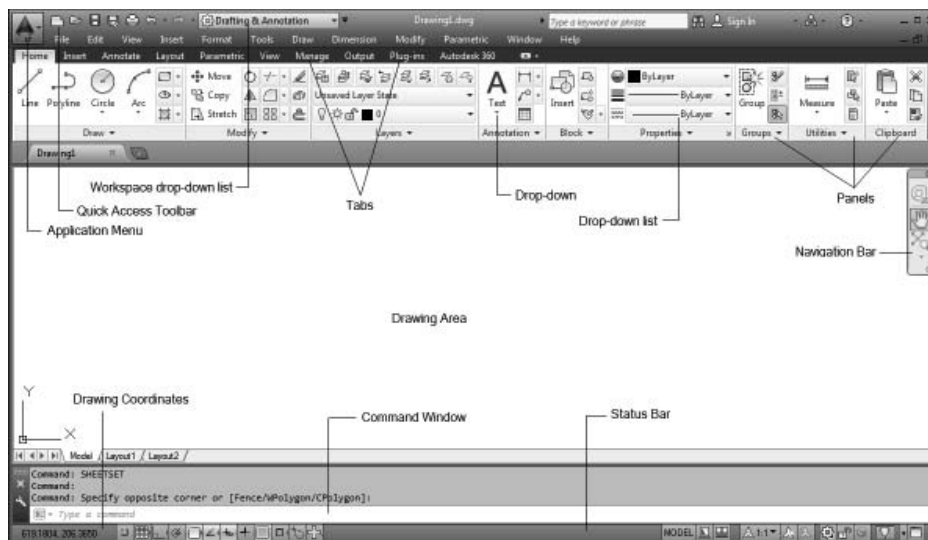 Drafting & Annotation
Drawing1.dwg
Type a keyword or phrase
Sign In
File Edit View Insert Format Tools Draw Dimension Modify Parametric Window Help
Home Insert Annotate Layout Parametric View Manage Output Plug-ins Autodesk 360
Line Polyline Circle Arc
Move
Copy
Stretch
Unsaved Layer State
0
Text
Insert
ByLayer
ByLayer
ByLayer
Group
Measure
Paste
Draw Modify Layers Annotation Block Properties Groups Utilities Clipboard
Drawing1
Workspace drop-down list
Quick Access Toolbar
Application Menu
Tabs
Drop-down
Drop-down list
Panels
Navigation Bar
Drawing Area
Y
X
Drawing Coordinates
Command Window
Status Bar
Model / Layout1 / Layout2 /
Command: SHEETSET
Command:
Command: Specify opposite corner or [Fence/WPolygon/CPolygon]:
Type a command
MODEL
1:1